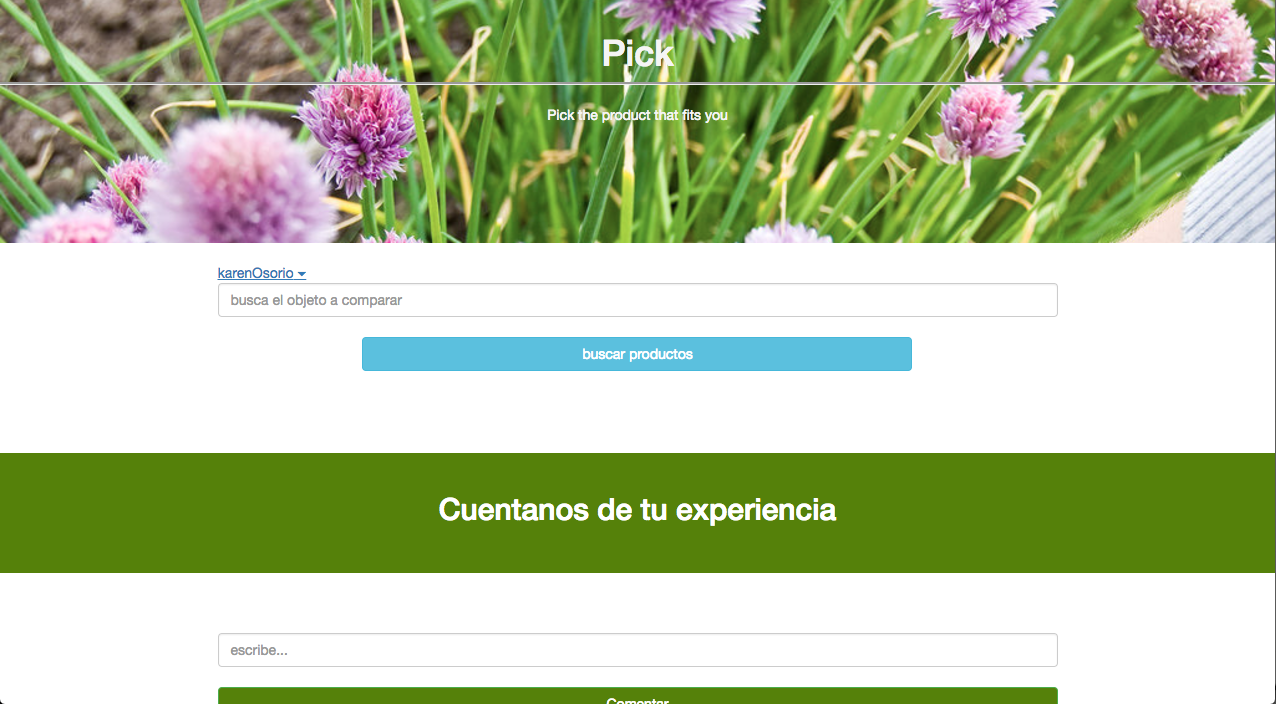 Pick
Pick the product that fits you
karenOsorio
busca el objeto a comparar
buscar productos
Cuentanos de tu experiencia
escribe...
Comentar